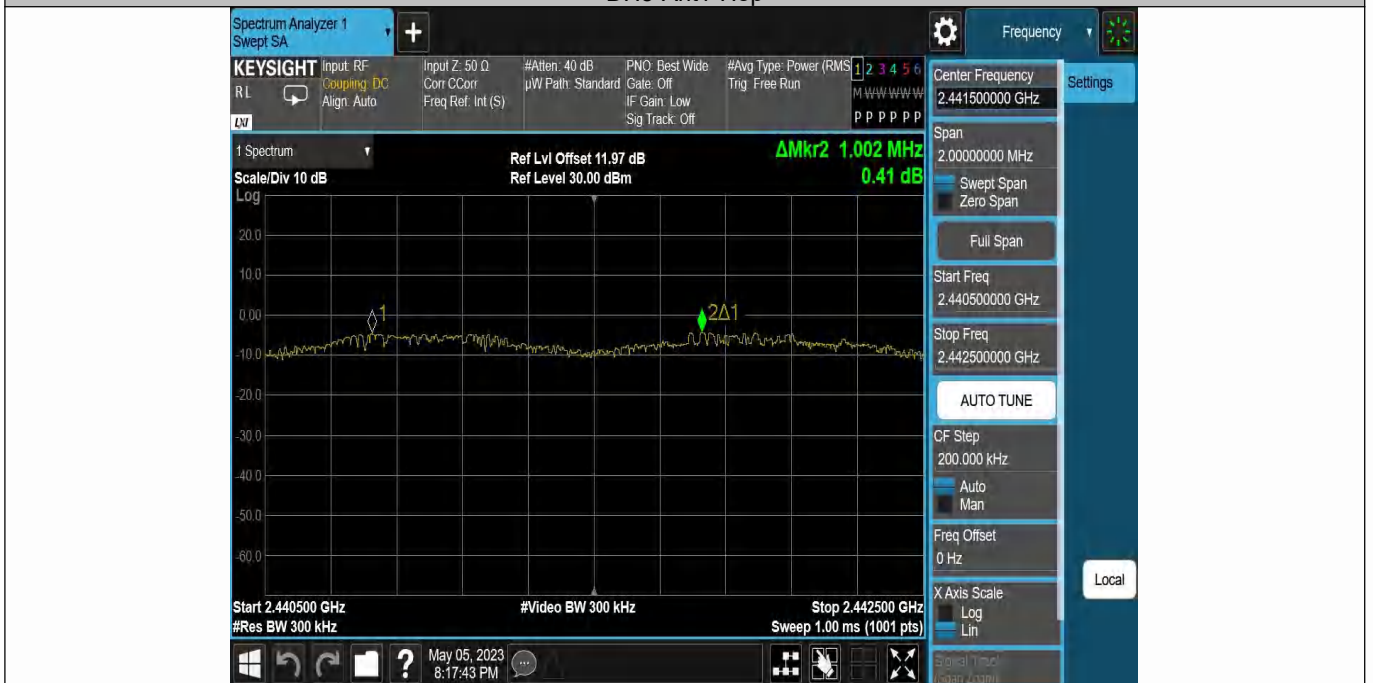 Spectrum Analyzer 1
Swept SA
+
Frequency
KEYSIGHT
RL
LXI
Input: RF
Coupling: DC
Align: Auto
Input Z: 50 Ω
Corr CCorr
Freq Ref: Int (S)
#Atten: 40 dB
µW Path: Standard
PNO: Best Wide
Gate: Off
IF Gain: Low
Sig Track: Off
#Avg Type: Power (RMS
Trig: Free Run
1 2 3 4 5 6
M W W W W W
P P P P P P
Center Frequency
2.441500000 GHz
Settings
Span
2.00000000 MHz
Swept Span
Zero Span
Full Span
Start Freq
2.440500000 GHz
Stop Freq
2.442500000 GHz
AUTO TUNE
CF Step
200.000 kHz
Auto
Man
Freq Offset
0 Hz
X Axis Scale
Log
Lin
Signal Track
(Span Zoom)
Local
1 Spectrum
Scale/Div 10 dB
Ref Lvl Offset 11.97 dB
Ref Level 30.00 dBm
ΔMkr2 1.002 MHz
0.41 dB
Log
20.0
10.0
0.00
-10.0
-20.0
-30.0
-40.0
-50.0
-60.0
1
2Δ1
Start 2.440500 GHz
#Res BW 300 kHz
#Video BW 300 kHz
Stop 2.442500 GHz
Sweep 1.00 ms (1001 pts)
?
May 05, 2023
8:17:43 PM